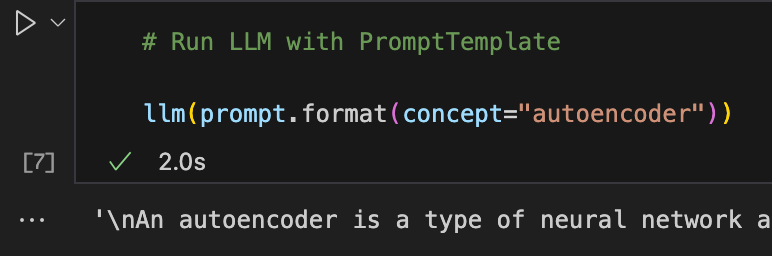 # Run LLM with PromptTemplate
llm(prompt.format(concept="autoencoder"))
[7]
2.0s
... '\nAn autoencoder is a type of neural network a